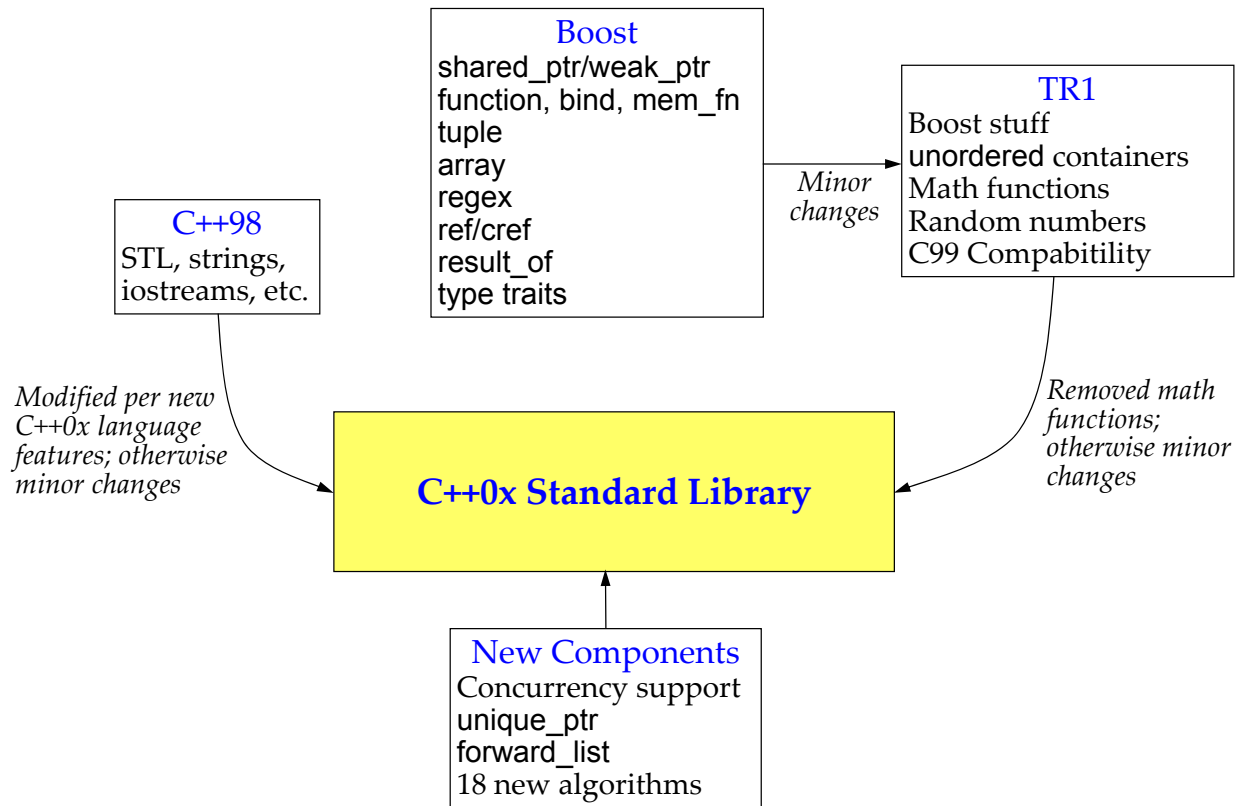 Boost
shared_ptr/weak_ptr
function, bind, mem_fn
tuple
array
regex
ref/cref
result_of
type traits
Minor
changes
TR1
Boost stuff
unordered containers
Math functions
Random numbers
C99 Compabitility
C++98
STL, strings,
iostreams, etc.
Modified per new
C++0x language
features; otherwise
minor changes
Removed math
functions;
otherwise minor
changes
C++0x Standard Library
New Components
Concurrency support
unique_ptr
forward_list
18 new algorithms